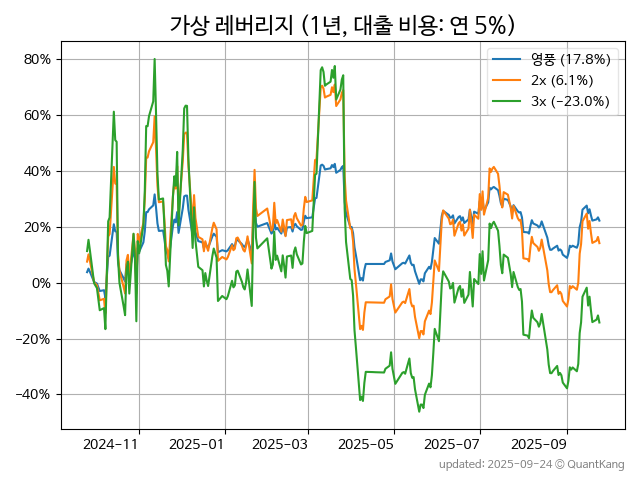 가상 레버리지 (1년, 대출 비용: 연 5%)
80%
60%
40%
20%
0%
−20%
−40%
영풍 (17.8%)
2x (6.1%)
3x (−23.0%)
2024-11
2025-01
2025-03
2025-05
2025-07
2025-09
updated: 2025-09-24 © QuantKang